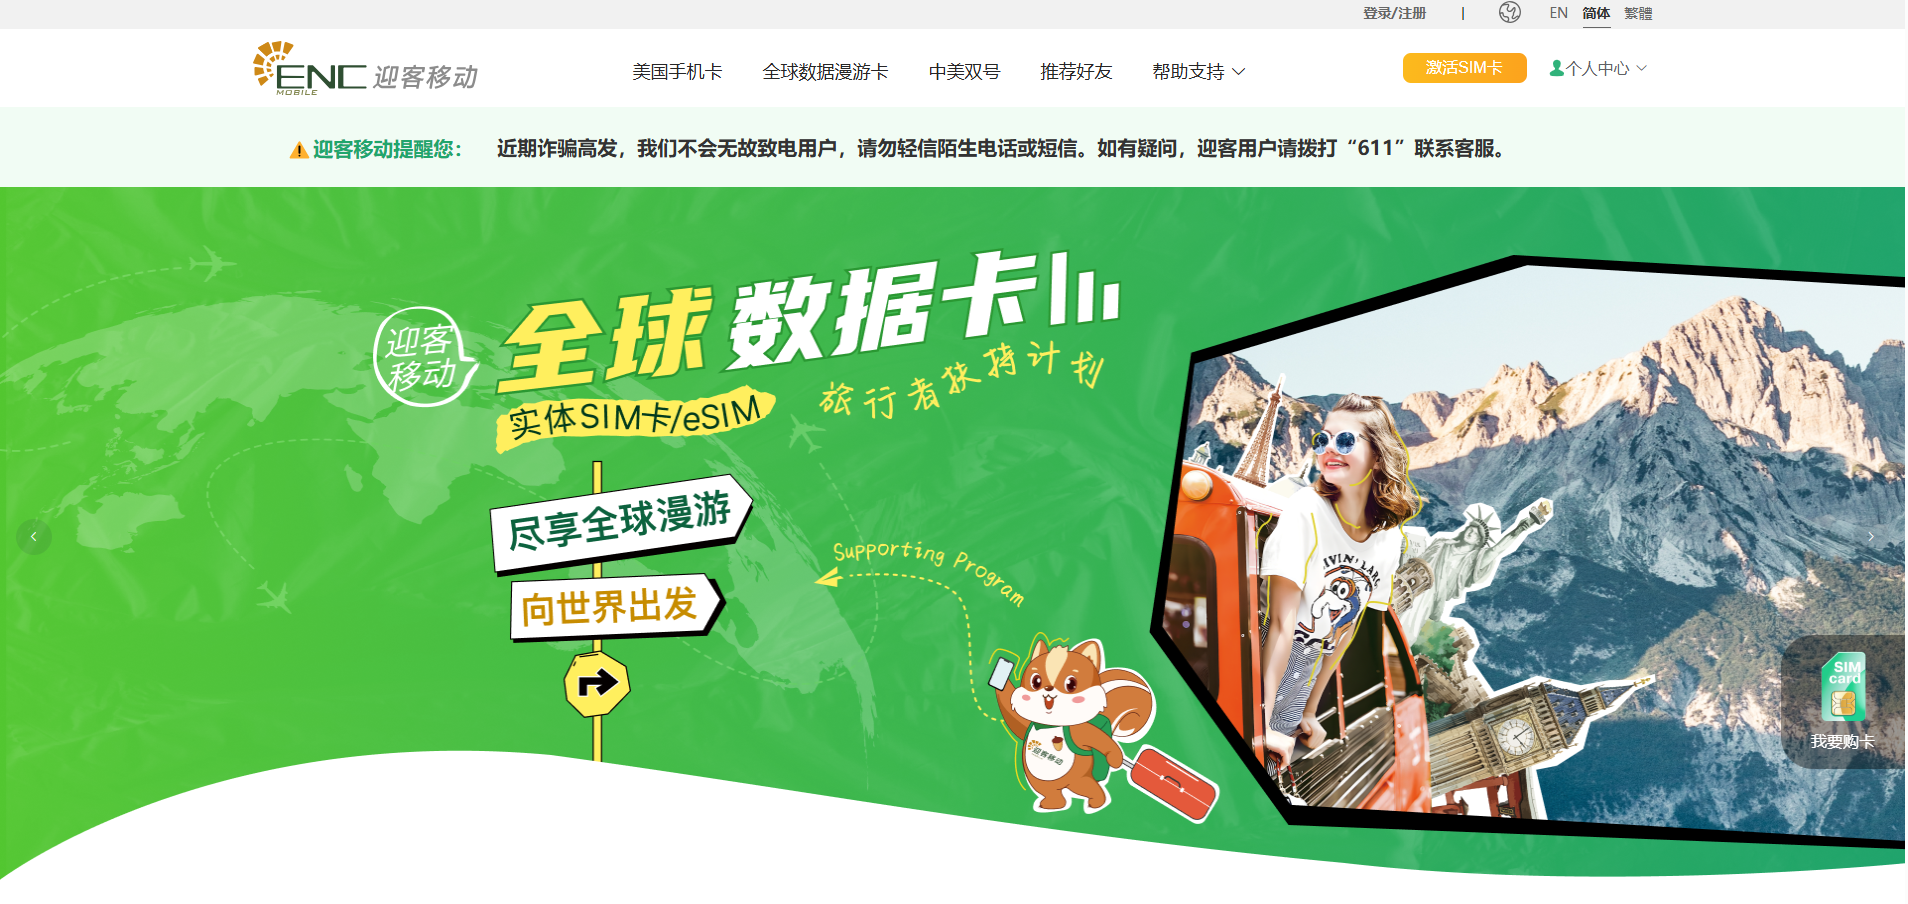 登录/注册 | EN 简体 繁體
ENC 迎客移动
MOBILE
美国手机卡 全球数据漫游卡 中美双号 推荐好友 帮助支持
激活SIM卡 个人中心
迎客移动提醒您： 近期诈骗高发，我们不会无故致电用户，请勿轻信陌生电话或短信。如有疑问，迎客用户请拨打“611”联系客服。
迎客
移动
全球数据卡
旅行者扶持计划
实体SIM卡/eSIM
尽享全球漫游
向世界出发
Supporting Program
迎客移动
LIVIN' LARGE
SIM
card
我要购卡